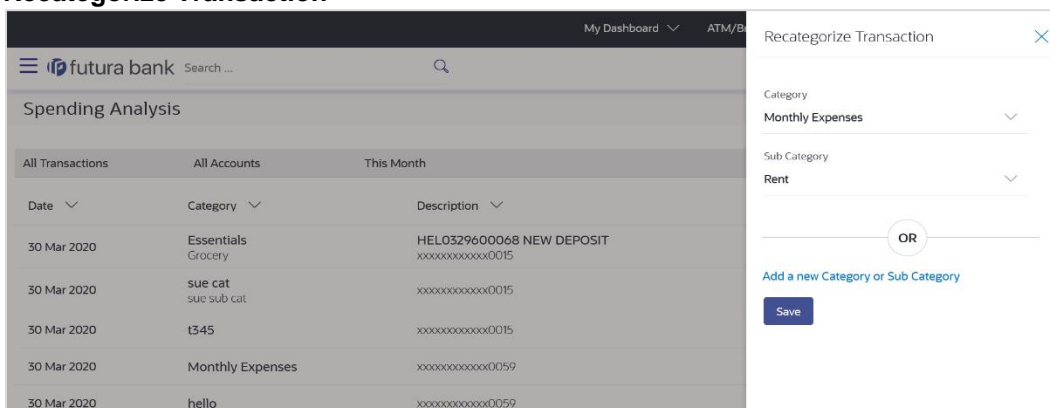 Recategorize Transaction
My Dashboard ATM/Br
futura bank Search ...
Spending Analysis
All Transactions All Accounts This Month
Date Category Description
30 Mar 2020 Essentials HEL0329600068 NEW DEPOSIT
Grocery xxxxxxxxxxxx0015
30 Mar 2020 sue cat xxxxxxxxxxxx0015
sue sub cat
30 Mar 2020 t345 xxxxxxxxxxxx0015
30 Mar 2020 Monthly Expenses xxxxxxxxxxxx0059
30 Mar 2020 hello xxxxxxxxxxxx0059
Recategorize Transaction
Category
Monthly Expenses
Sub Category
Rent
OR
Add a new Category or Sub Category
Save